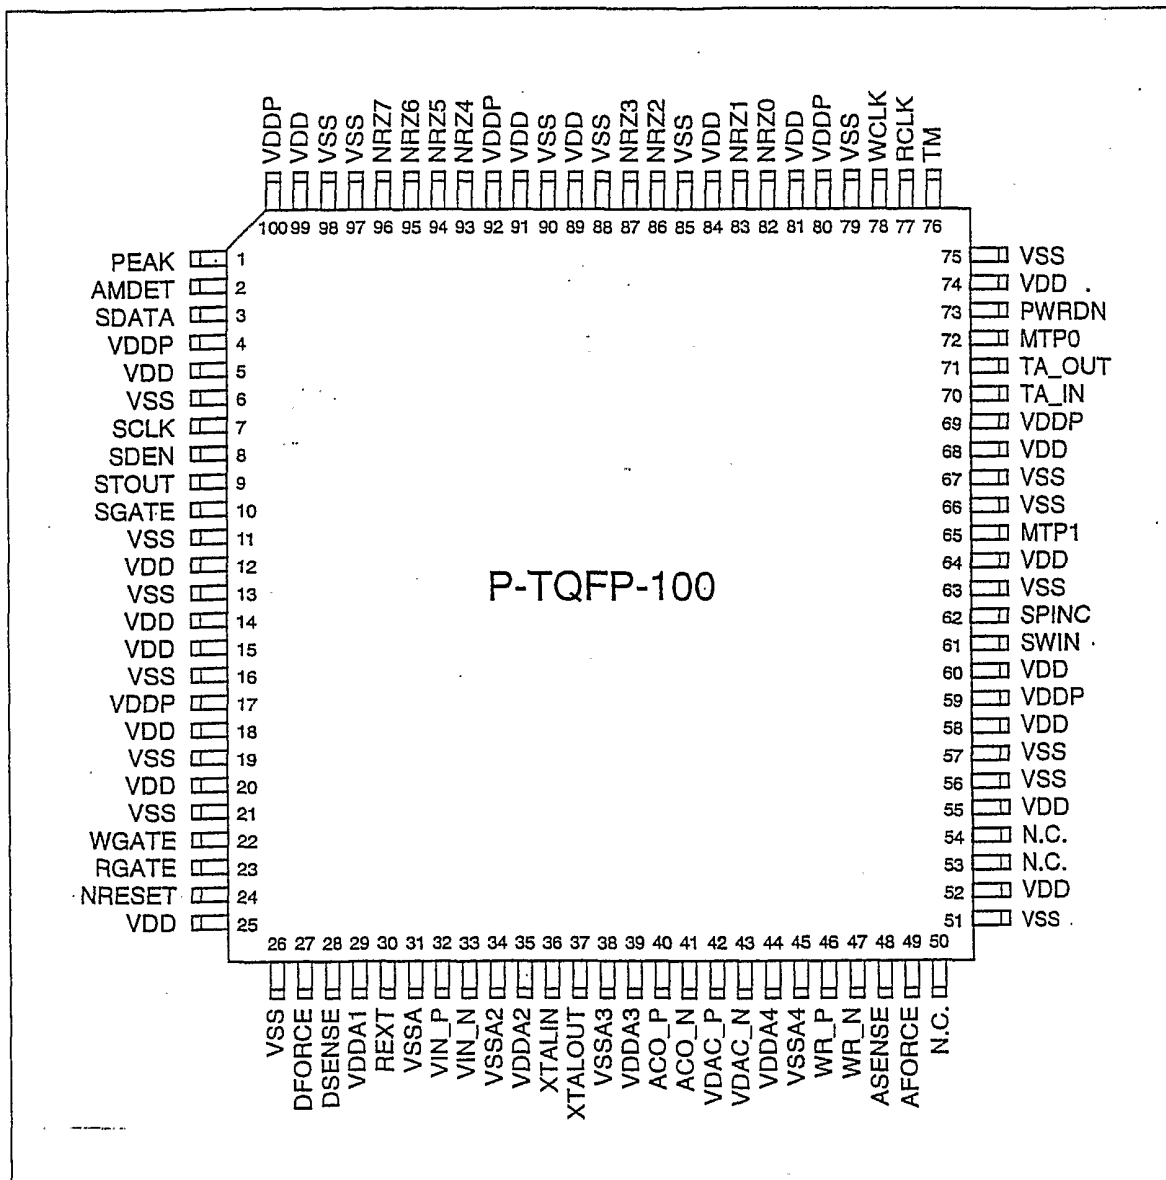 VDDP VDD VSS VSS NRZ7 NRZ6 NRZ5 NRZ4 VDDP VDD VSS VDD VSS NRZ3 NRZ2 VSS VDD NRZ1 NRZ0 VDD VDDP VSS WCLK RCLK TM
100 99 98 97 96 95 94 93 92 91 90 89 88 87 86 85 84 83 82 81 80 79 78 77 76
PEAK 1
AMDET 2
SDATA 3
VDDP 4
VDD 5
VSS 6
SCLK 7
SDEN 8
STOUT 9
SGATE 10
VSS 11
VDD 12
VSS 13
VDD 14
VDD 15
VSS 16
VDDP 17
VDD 18
VSS 19
VDD 20
VSS 21
WGATE 22
RGATE 23
NRESET 24
VDD 25
P-TQFP-100
75 VSS
74 VDD
73 PWRDN
72 MTP0
71 TA_OUT
70 TA_IN
69 VDDP
68 VDD
67 VSS
66 VSS
65 MTP1
64 VDD
63 VSS
62 SPINC
61 SWIN
60 VDD
59 VDDP
58 VDD
57 VSS
56 VSS
55 VDD
54 N.C.
53 N.C.
52 VDD
51 VSS
26 27 28 29 30 31 32 33 34 35 36 37 38 39 40 41 42 43 44 45 46 47 48 49 50
VSS DFORCE DSENSE VDDA1 REXT VSSA VIN_P VIN_N VSSA2 VDDA2 XTALIN XTALOUT VSSA3 VDDA3 ACO_P ACO_N VDAC_P VDAC_N VDDA4 VSSA4 WR_P WR_N ASENSE AFORCE N.C.